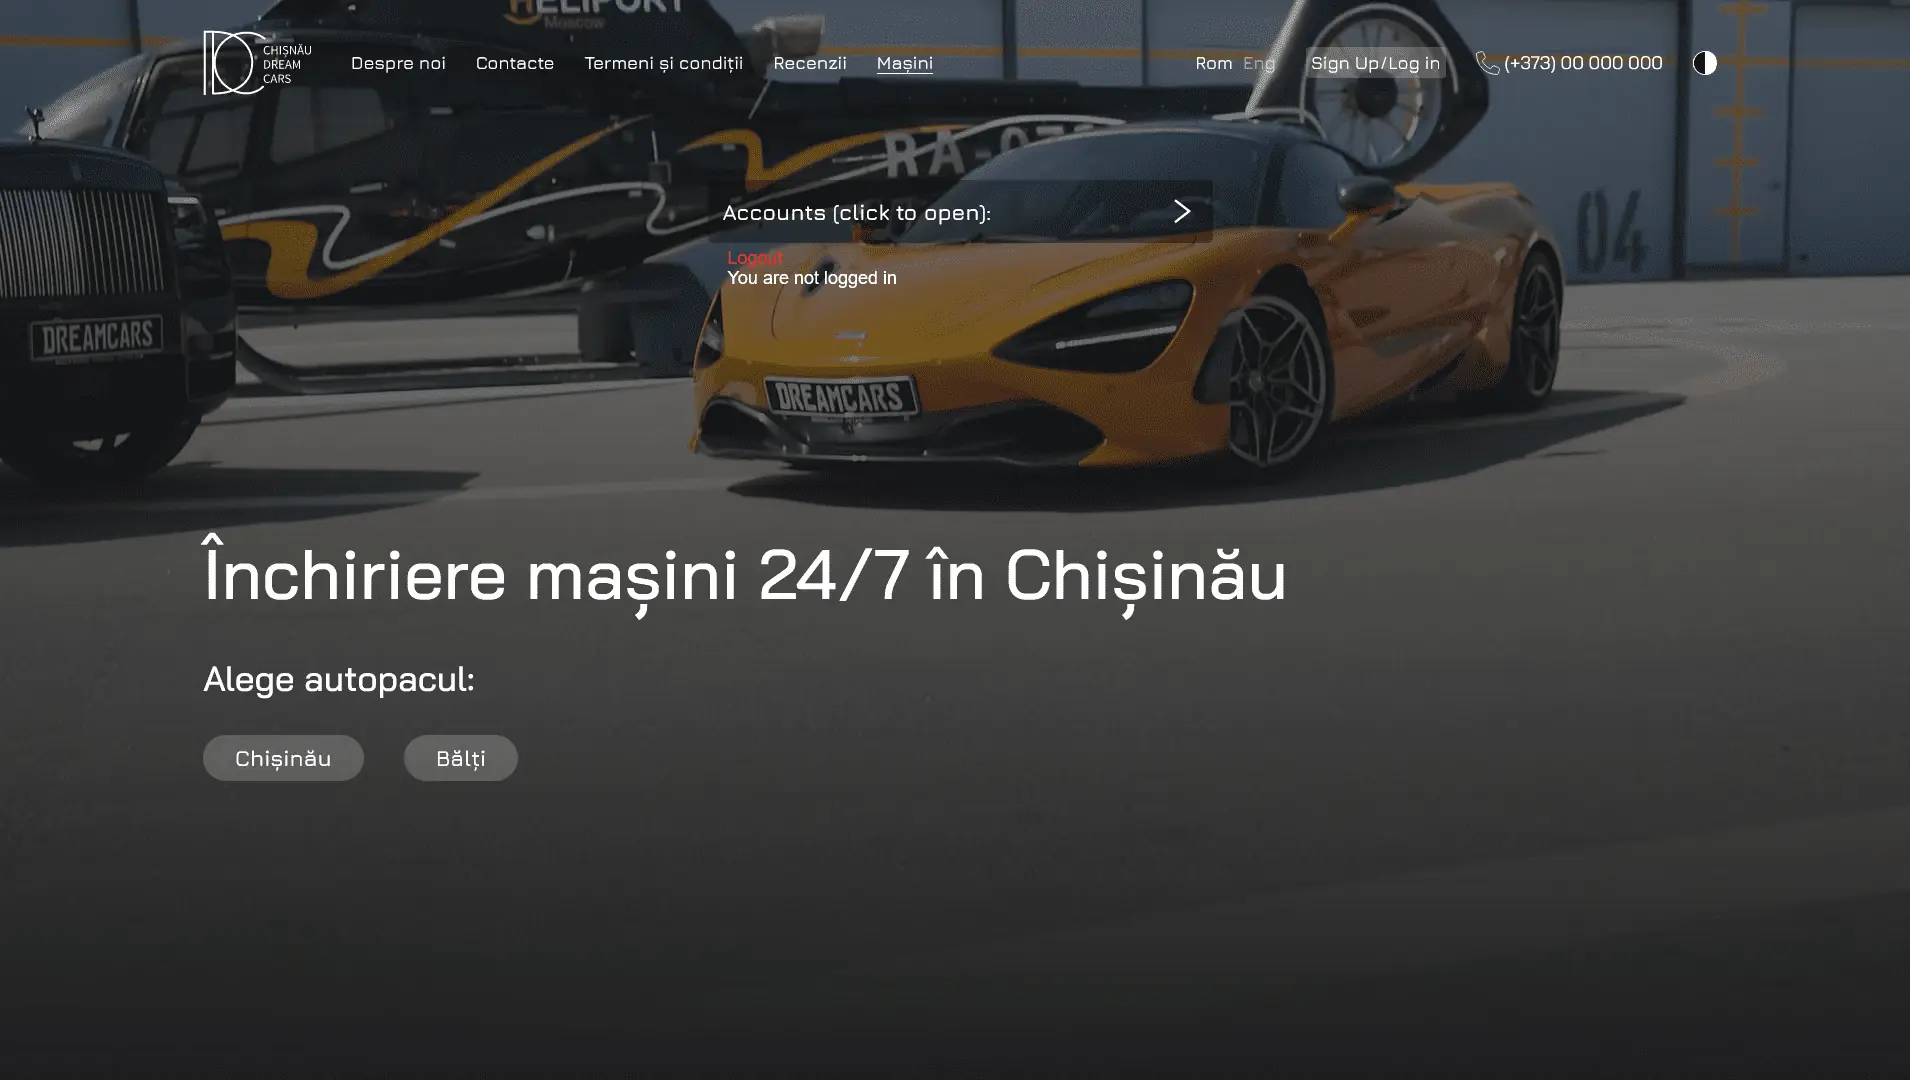 HELIPORT
Moscow
CHIȘNĂU
DREAM
CARS
Despre noi
Contacte
Termeni și condiții
Recenzii
Mașini
Rom
Eng
Sign Up/Log in
(+373) 00 000 000
RA-07
04
Accounts (click to open):
Logout
You are not logged in
DREAMCARS
DREAMCARS
Închiriere mașini 24/7 în Chișinău
Alege autopacul:
Chișinău
Bălți